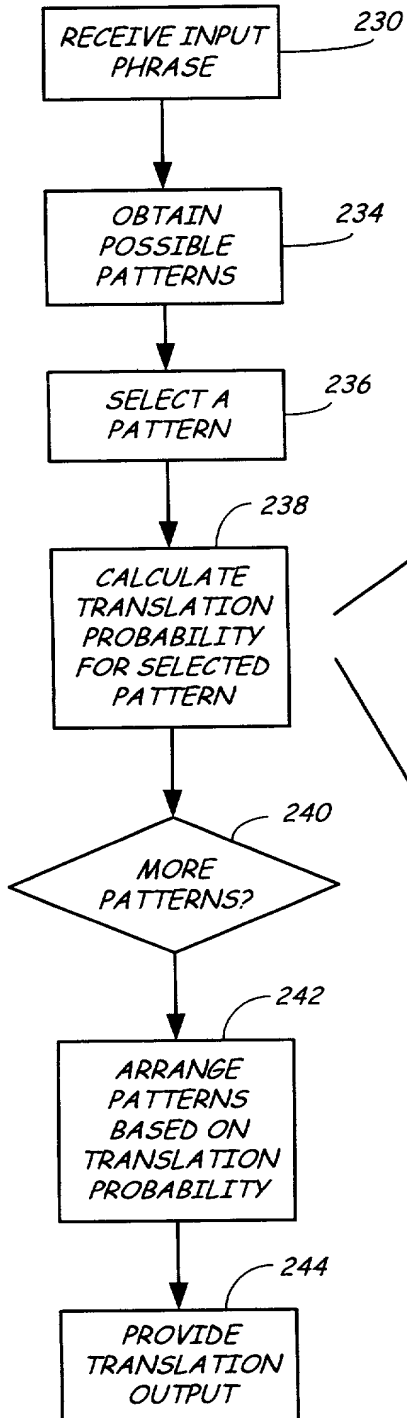 RECEIVE INPUT
PHRASE
230
OBTAIN
POSSIBLE
PATTERNS
234
SELECT A
PATTERN
236
238
CALCULATE
TRANSLATION
PROBABILITY
FOR SELECTED
PATTERN
240
MORE
PATTERNS?
242
ARRANGE
PATTERNS
BASED ON
TRANSLATION
PROBABILITY
244
PROVIDE
TRANSLATION
OUTPUT